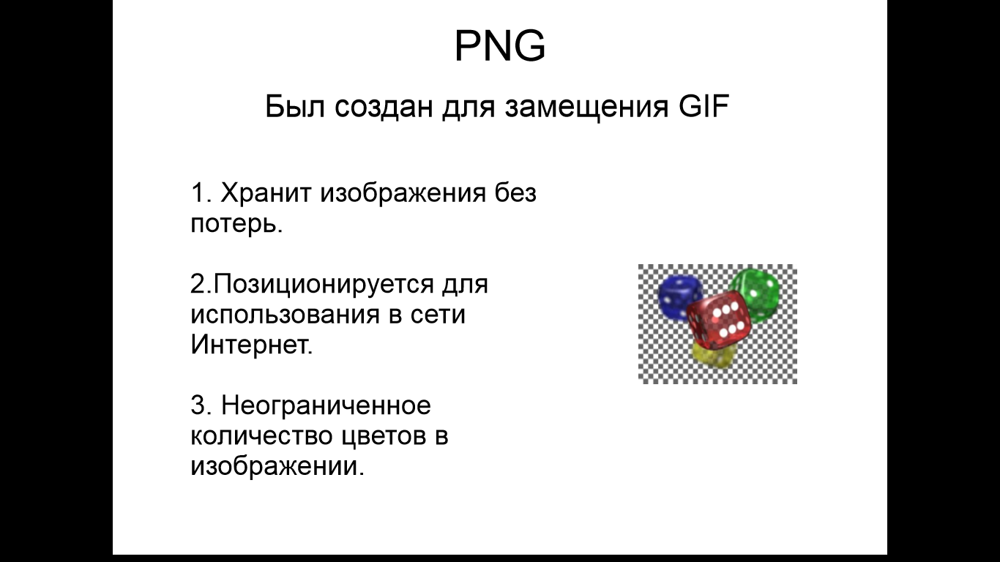 PNG
Был создан для замещения GIF
1. Хранит изображения без
потерь.
2.Позиционируется для
использования в сети
Интернет.
3. Неограниченное
количество цветов в
изображении.